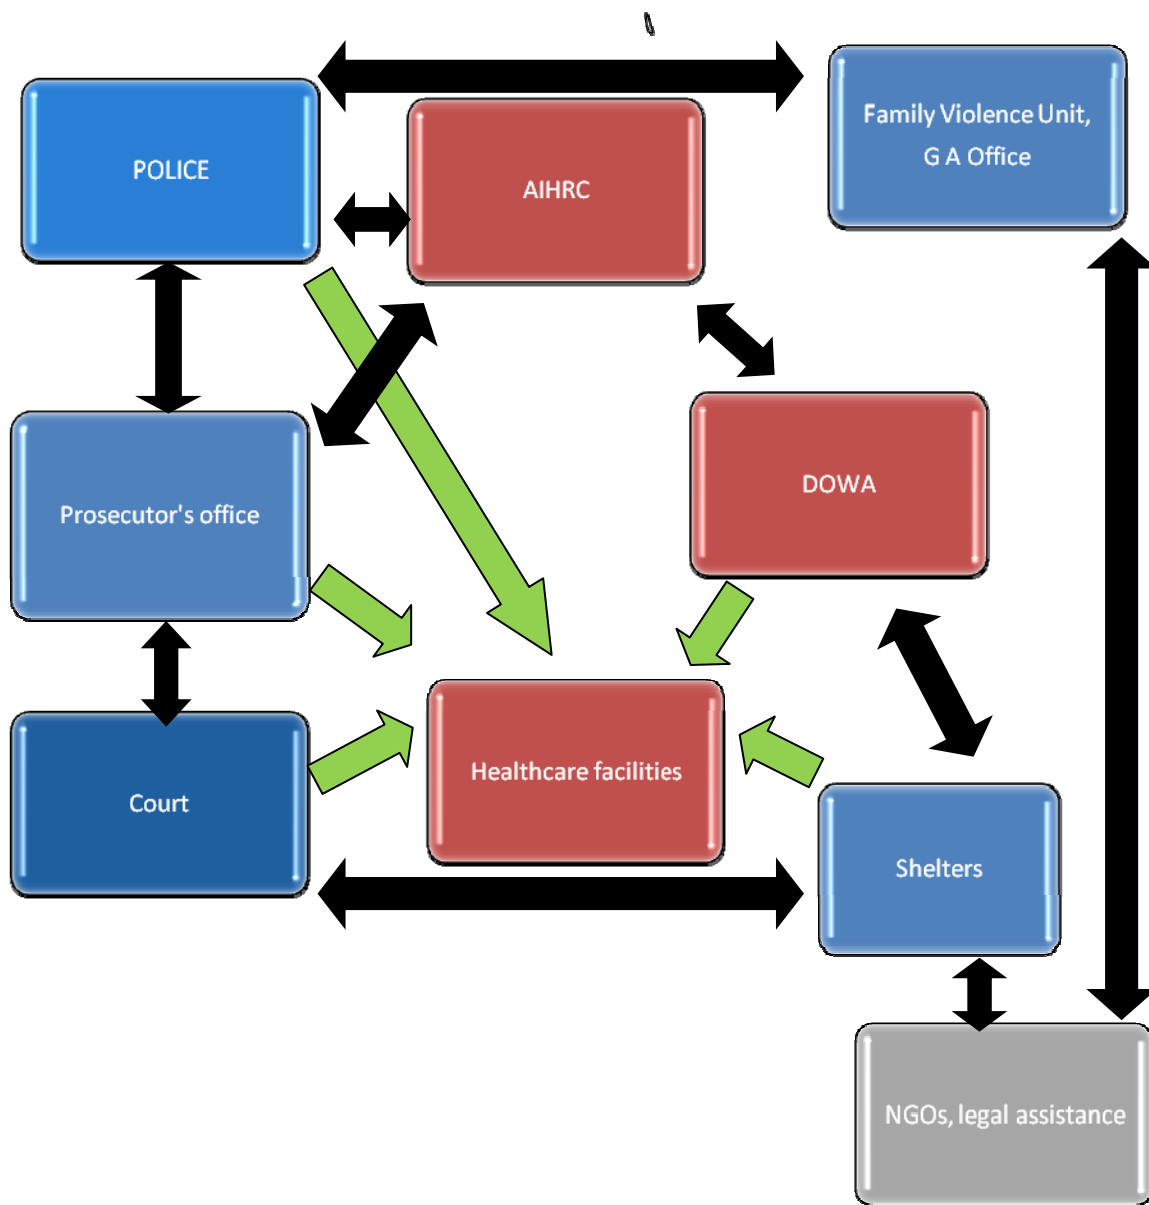 POLICE
AIHRC
Family Violence Unit,
G A Office
Prosecutor's office
DOWA
Court
Healthcare facilities
Shelters
NGOs, legal assistance